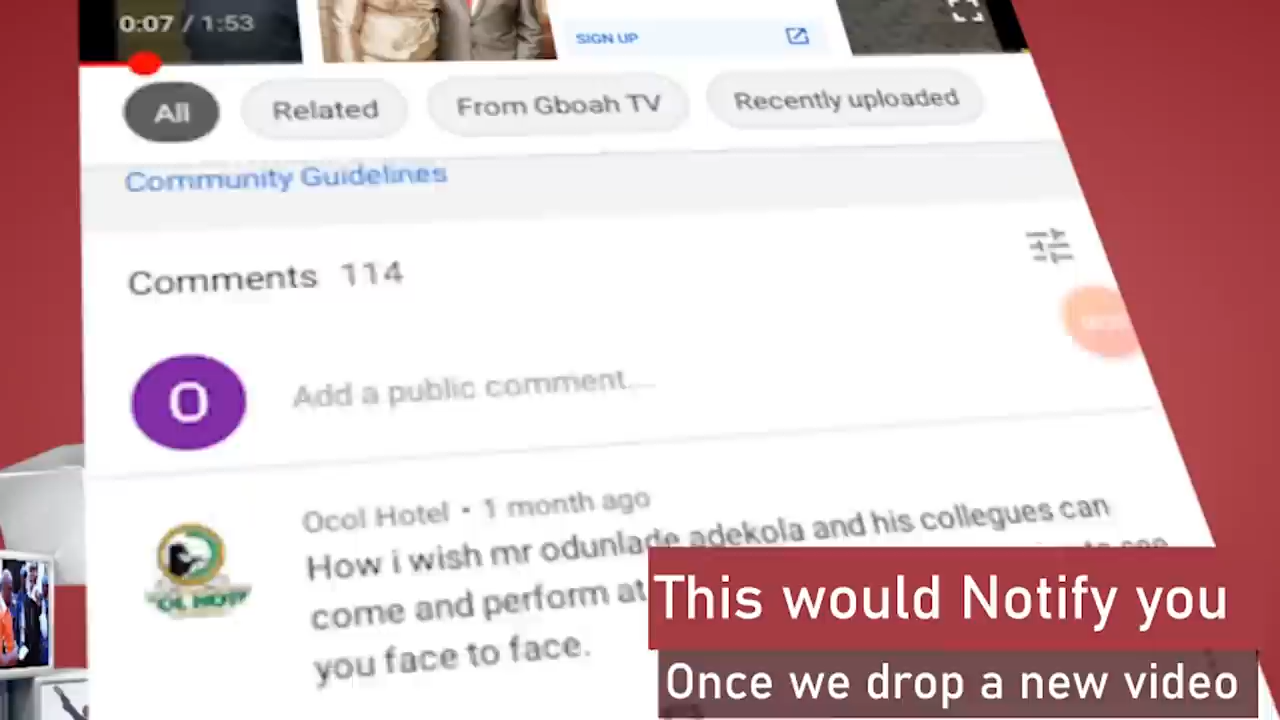 0:07 / 1:53
SIGN UP
All
Related
From Gboah TV
Recently uploaded
Community Guidelines
Comments 114
O
Add a public comment...
Ocol Hotel • 1 month ago
How i wish mr odunlade adekola and his collegues can
come and perform at
you face to face.
This would Notify you
Once we drop a new video